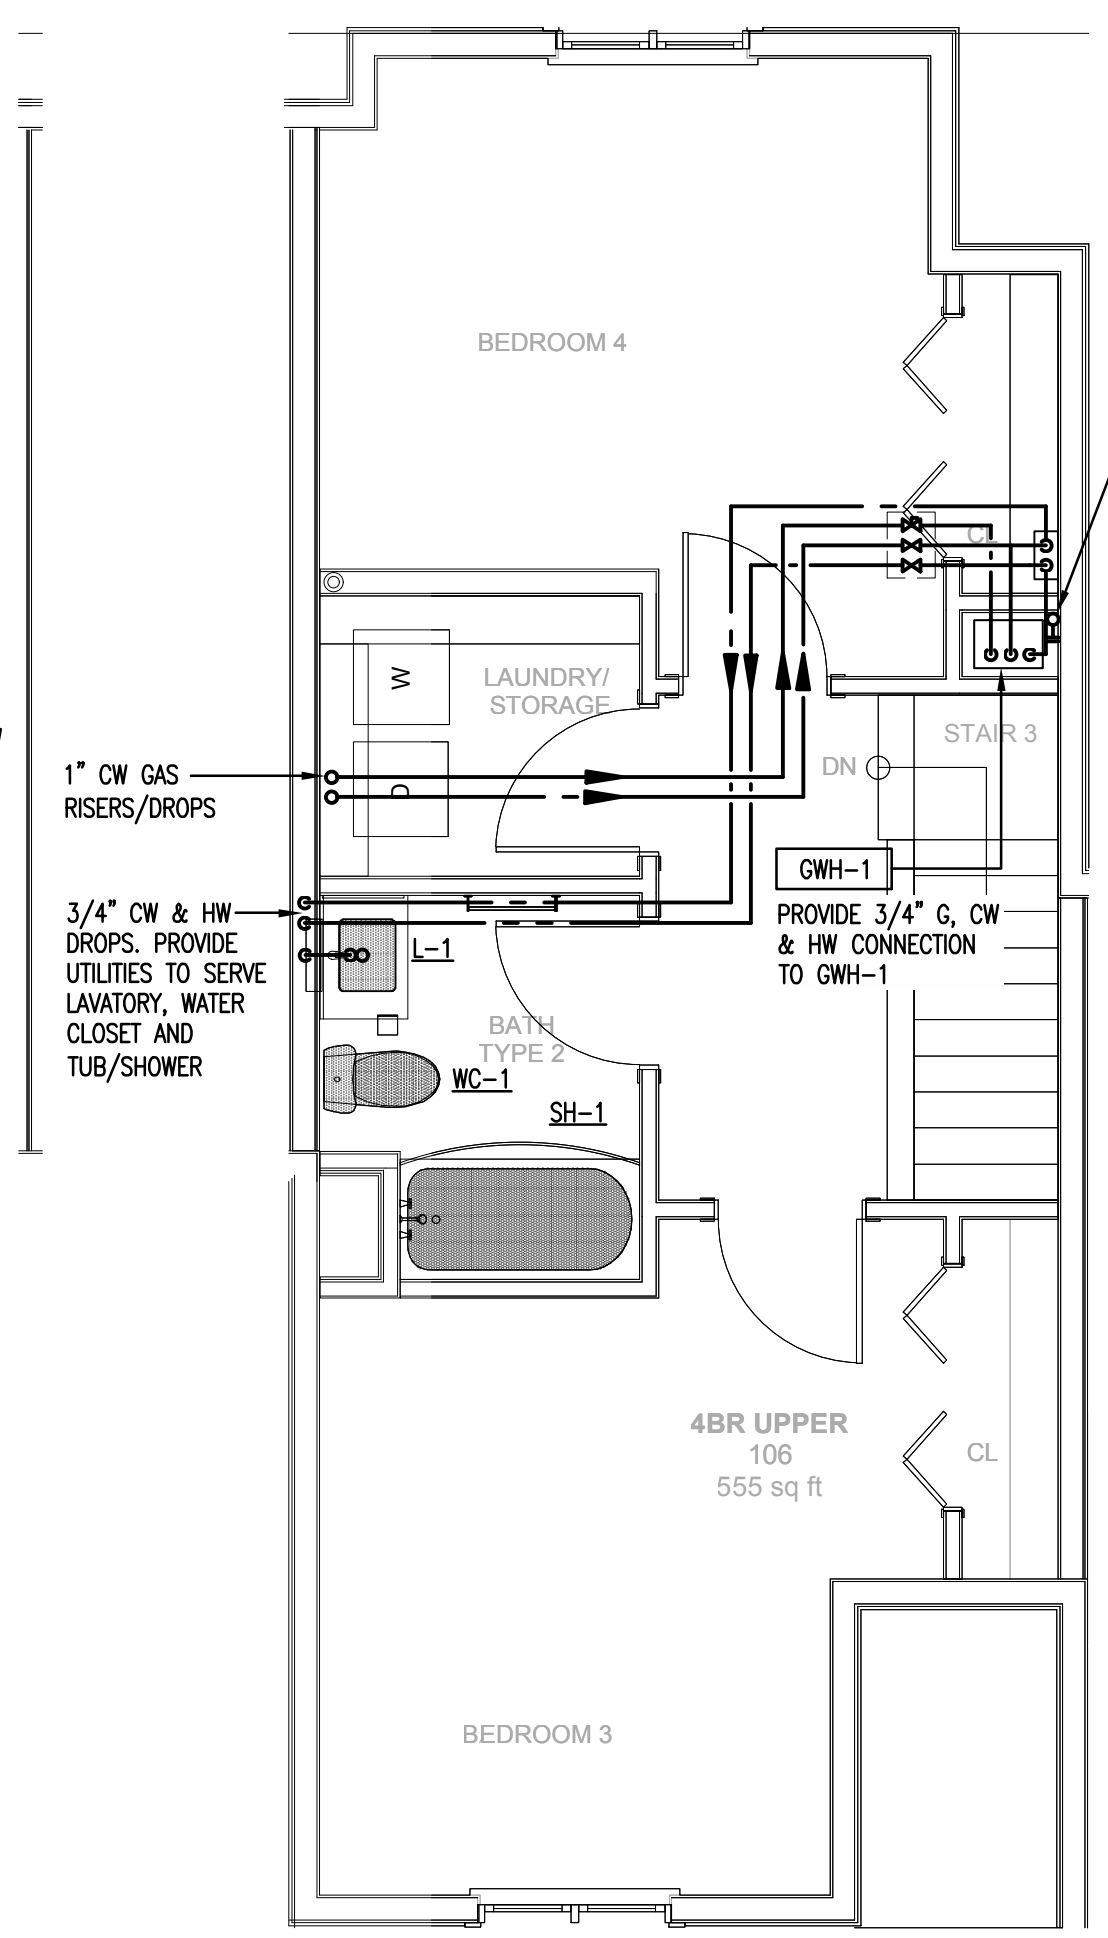 BEDROOM 4
CL
W
LAUNDRY/
STORAGE
STAIR 3
DN
1" CW GAS
RISERS/DROPS
D
GWH-1
3/4" CW & HW
DROPS. PROVIDE
UTILITIES TO SERVE
LAVATORY, WATER
CLOSET AND
TUB/SHOWER
L-1
PROVIDE 3/4" G, CW
& HW CONNECTION
TO GWH-1
BATH
TYPE 2
WC-1
SH-1
4BR UPPER
106
555 sq ft
CL
BEDROOM 3